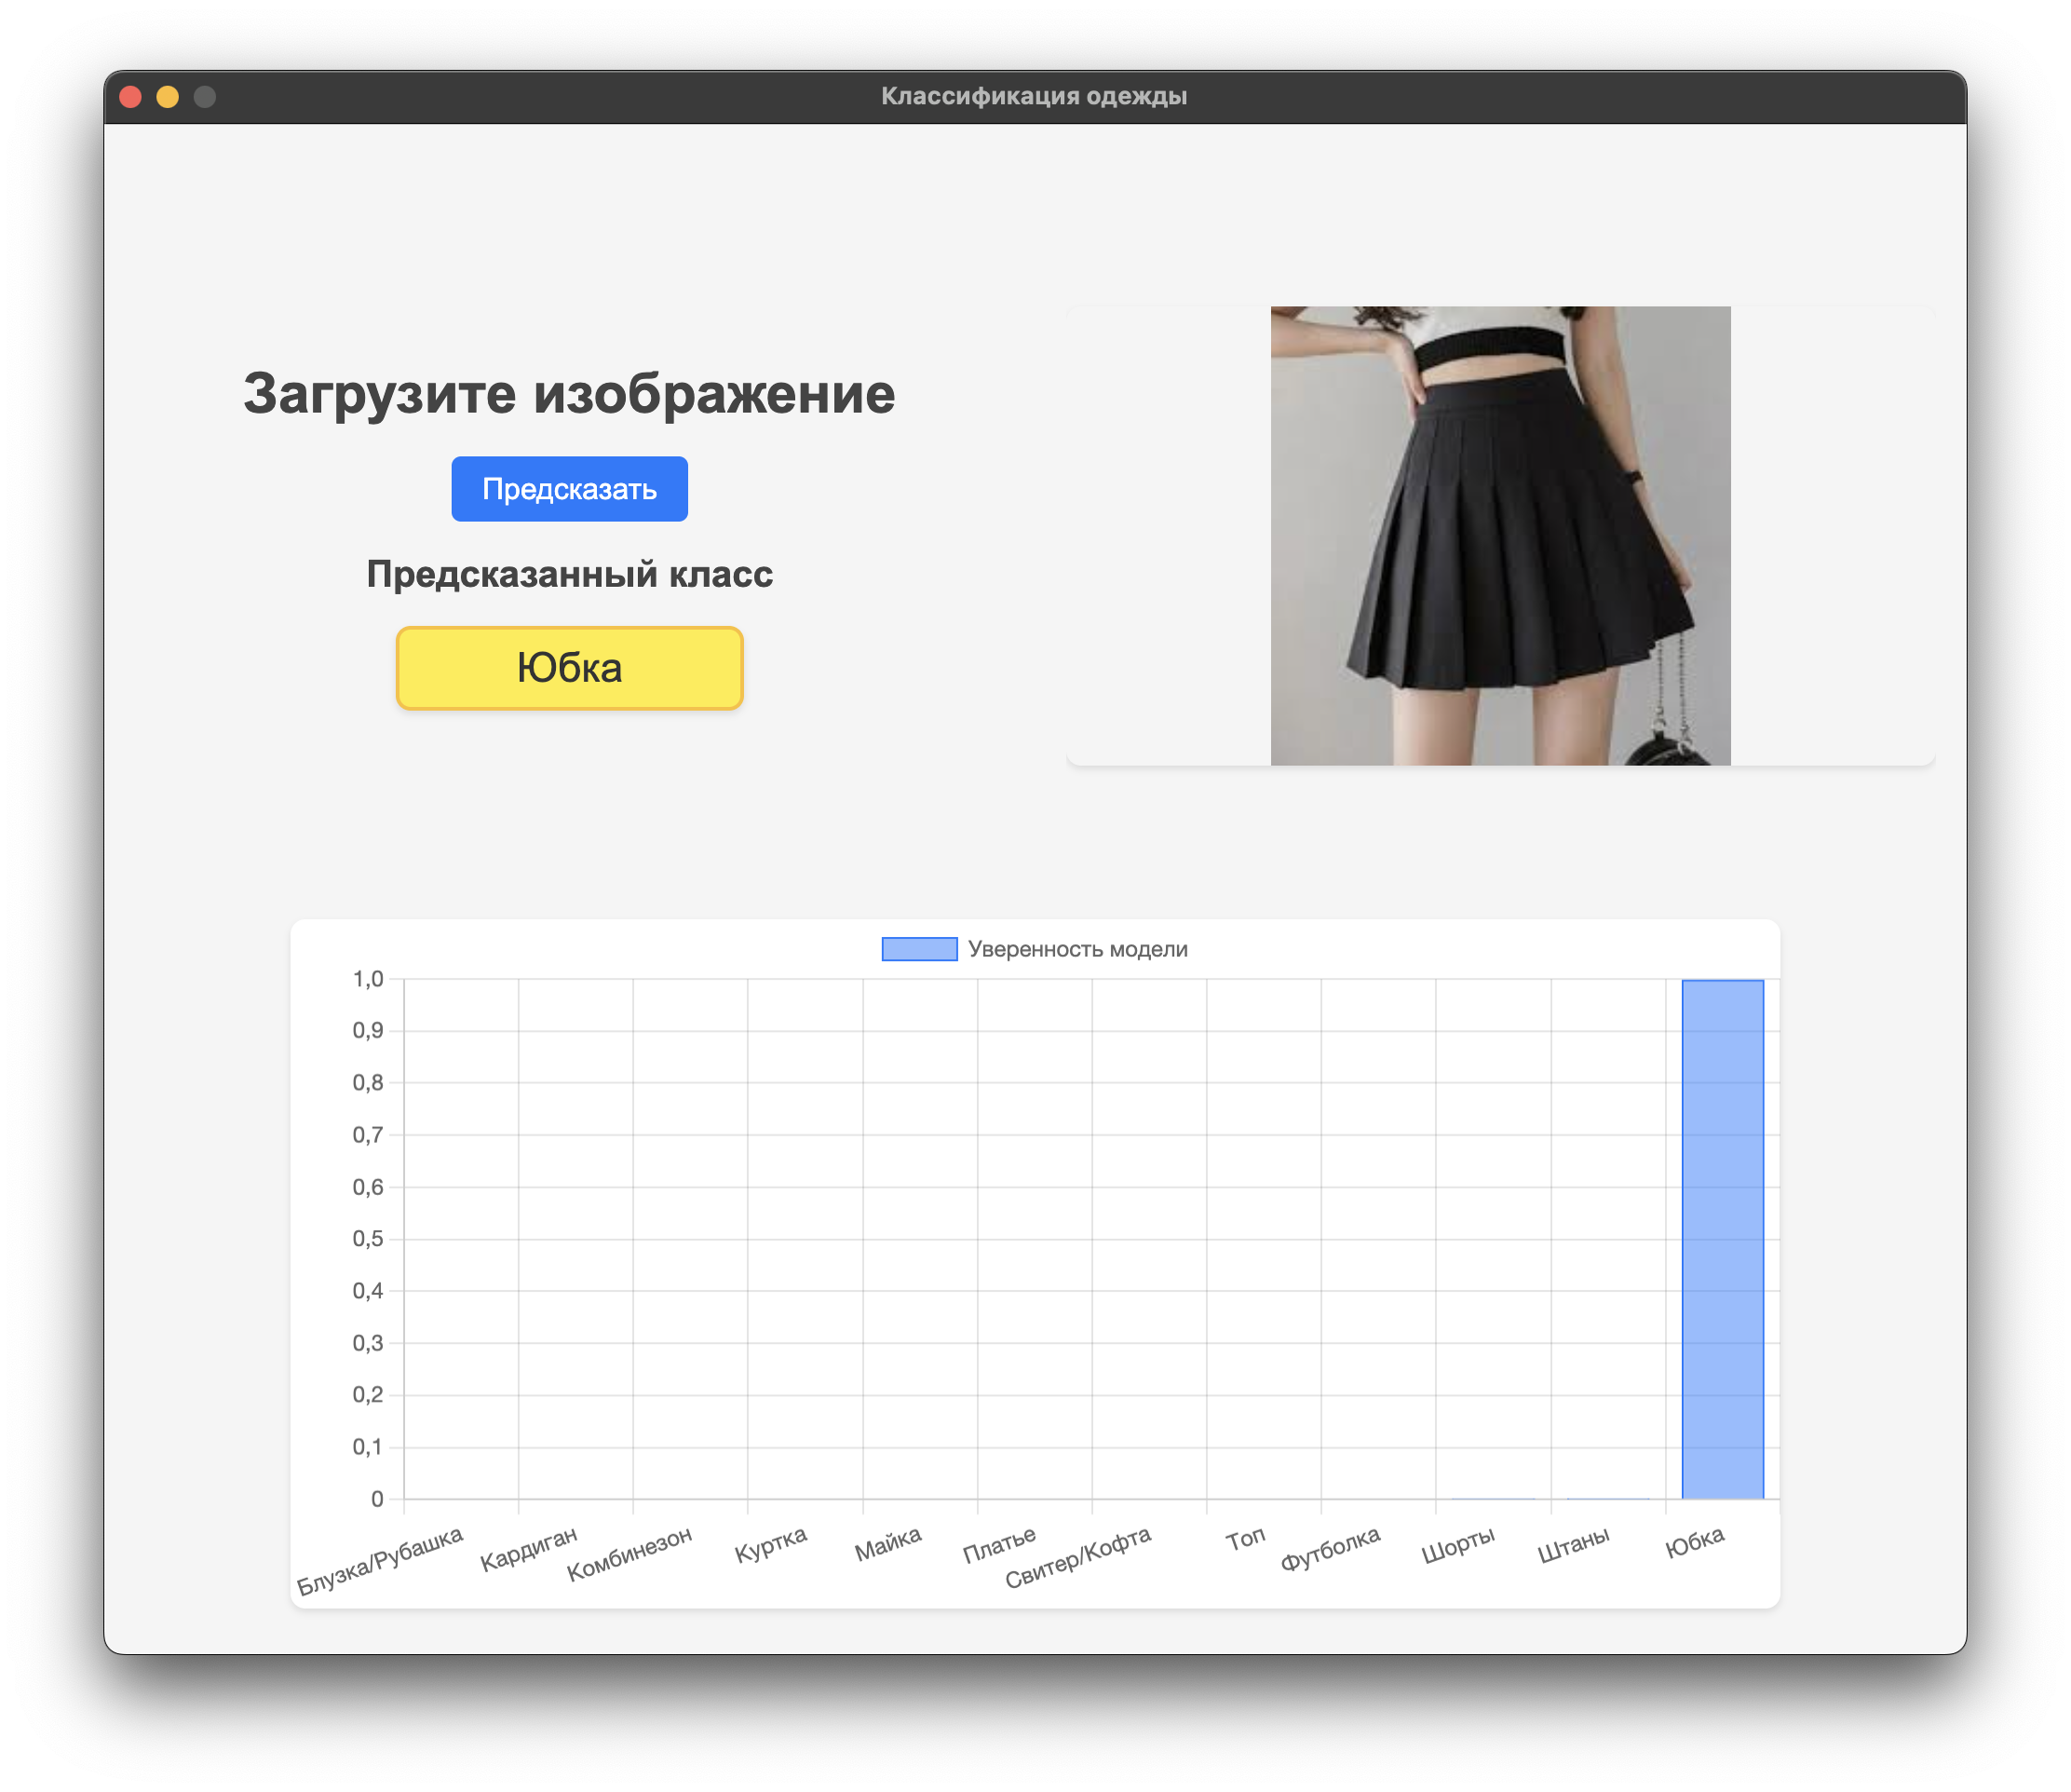 Классификация одежды
Загрузите изображение
Предсказать
Предсказанный класс
Юбка
Уверенность модели
1,0
0,9
0,8
0,7
0,6
0,5
0,4
0,3
0,2
0,1
0
Блузка/Рубашка
Кардиган
Комбинезон
Куртка
Майка
Платье
Свитер/Кофта
Топ
Футболка
Шорты
Штаны
Юбка